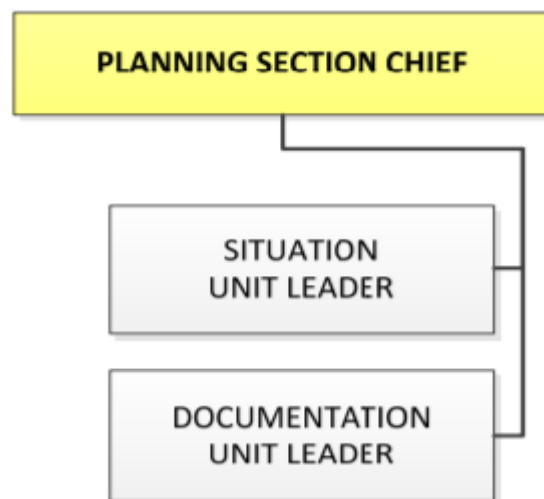 PLANNING SECTION CHIEF
SITUATION
UNIT LEADER
DOCUMENTATION
UNIT LEADER